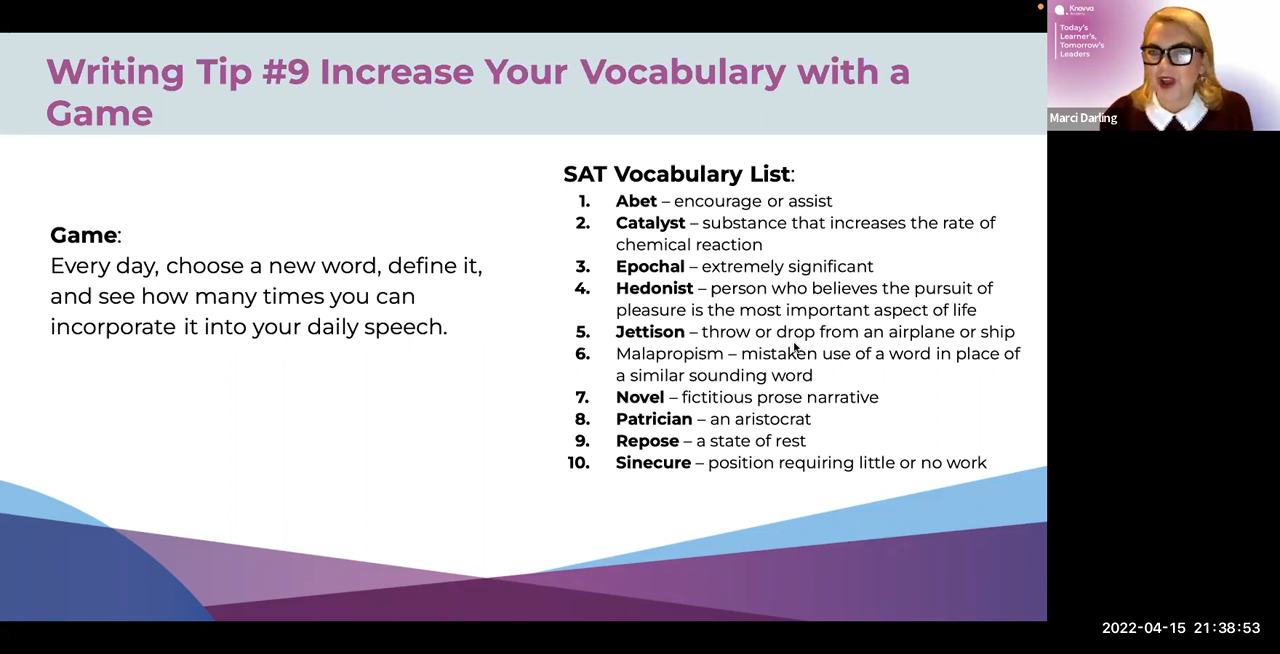 Writing Tip #9 Increase Your Vocabulary with a
Game
Game:
Every day, choose a new word, define it,
and see how many times you can
incorporate it into your daily speech.
SAT Vocabulary List:
1. Abet – encourage or assist
2. Catalyst – substance that increases the rate of
chemical reaction
3. Epochal – extremely significant
4. Hedonist – person who believes the pursuit of
pleasure is the most important aspect of life
5. Jettison – throw or drop from an airplane or ship
6. Malapropism – mistaken use of a word in place of
a similar sounding word
7. Novel – fictitious prose narrative
8. Patrician – an aristocrat
9. Repose – a state of rest
10. Sinecure – position requiring little or no work
Knovva
Academy
Today's
Learner's,
Tomorrow's
Leaders
Marci Darling
2022-04-15 21:38:53